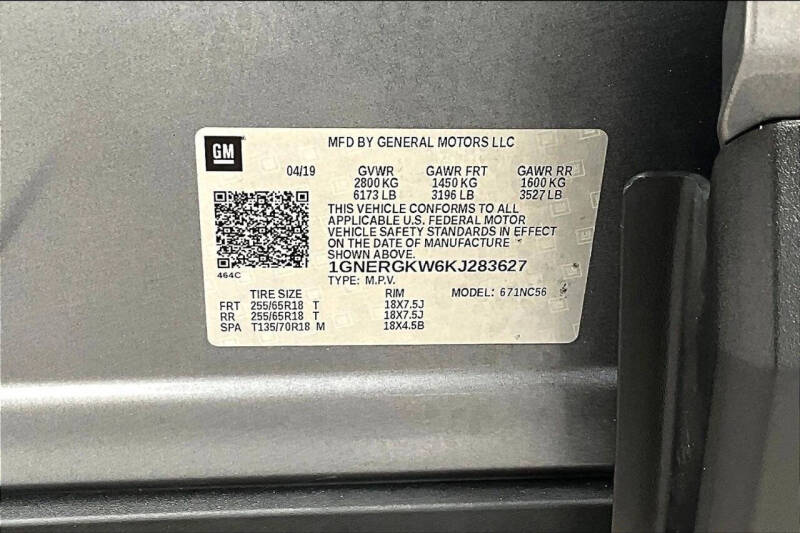 GM
MFD BY GENERAL MOTORS LLC
04/19 GVWR GAWR FRT GAWR RR
2800 KG 1450 KG 1600 KG
6173 LB 3196 LB 3527 LB
THIS VEHICLE CONFORMS TO ALL
APPLICABLE U.S. FEDERAL MOTOR
VEHICLE SAFETY STANDARDS IN EFFECT
ON THE DATE OF MANUFACTURE
SHOWN ABOVE.
464C
1GNERGKW6KJ283627
TYPE: M.P.V.
TIRE SIZE RIM MODEL: 671NC56
FRT 255/65R18 T 18X7.5J
RR 255/65R18 T 18X7.5J
SPA T135/70R18 M 18X4.5B